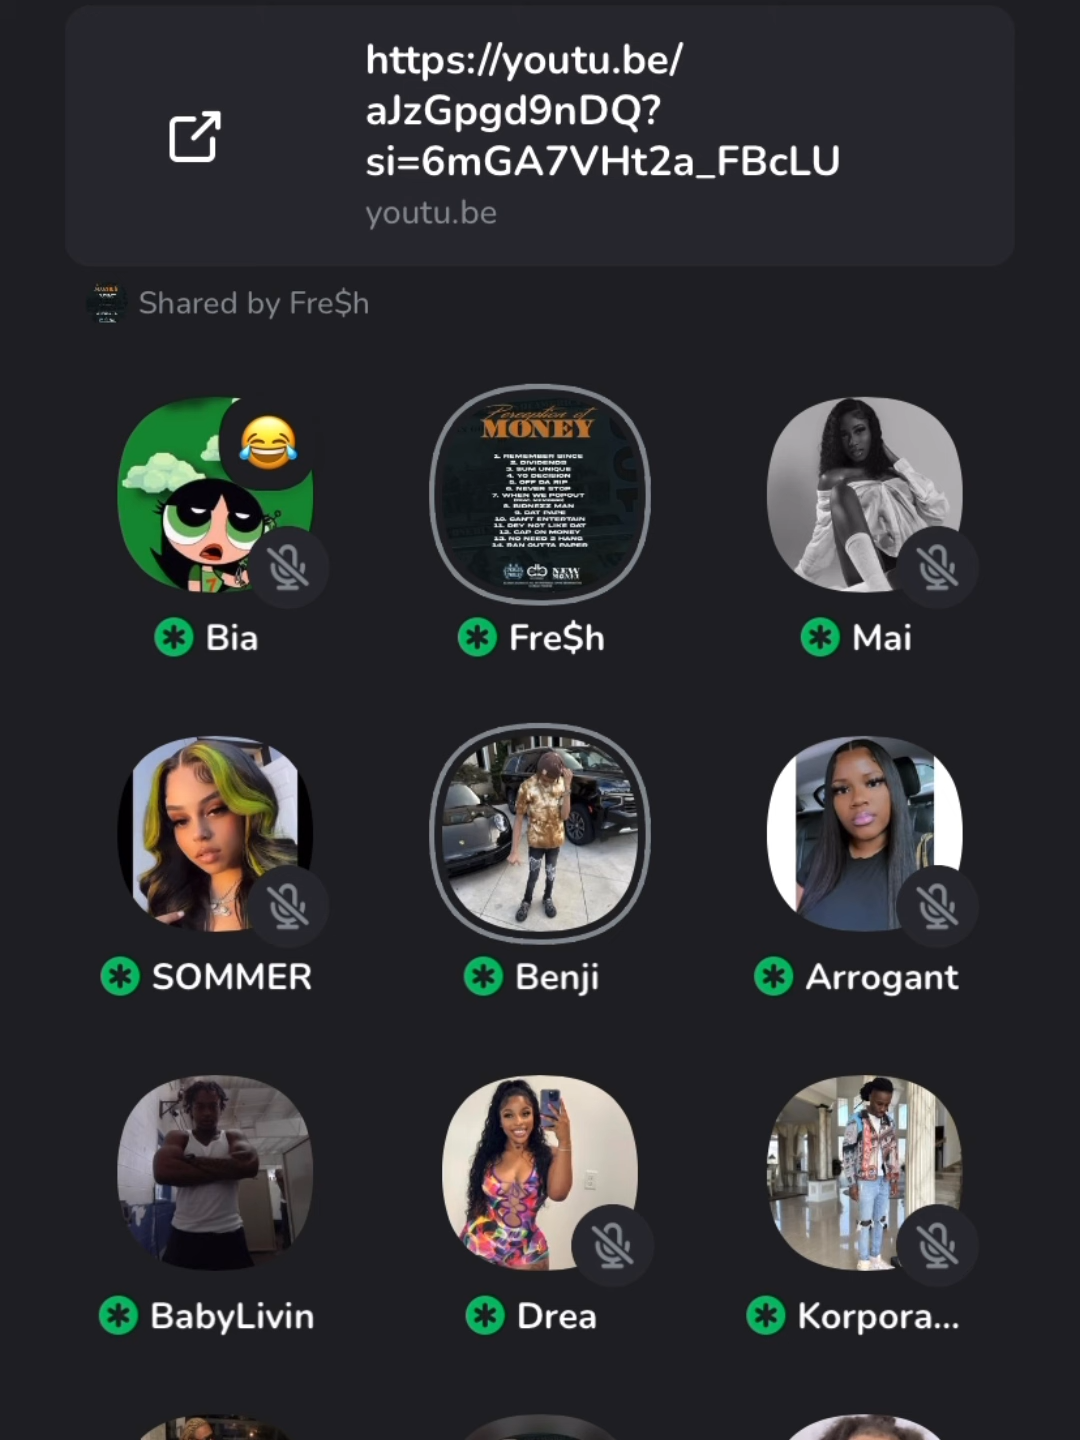 https://youtu.be/
aJzGpgd9nDQ?
si=6mGA7VHt2a_FBcLU
youtu.be
Shared by Fre$h
Perception of
MONEY
1. REMEMBER SINCE
2. DIVIDENDS
3. SUM UNIQUE
4. YO DECISION
5. OFF DA RIP
6. NEVER STOP
7. WHEN WE POPOUT
8. BIDNEZZ MAN
9. DAT PAPE
10. CANT ENTERTAIN
11. DEY NOT LIKE DAT
12. CAP ON MONEY
13. NO NEED 2 HANG
14. RAN OUTTA PAPER
NEW
MONEY
Bia
Fre$h
Mai
SOMMER
Benji
Arrogant
BabyLivin
Drea
Korpora...